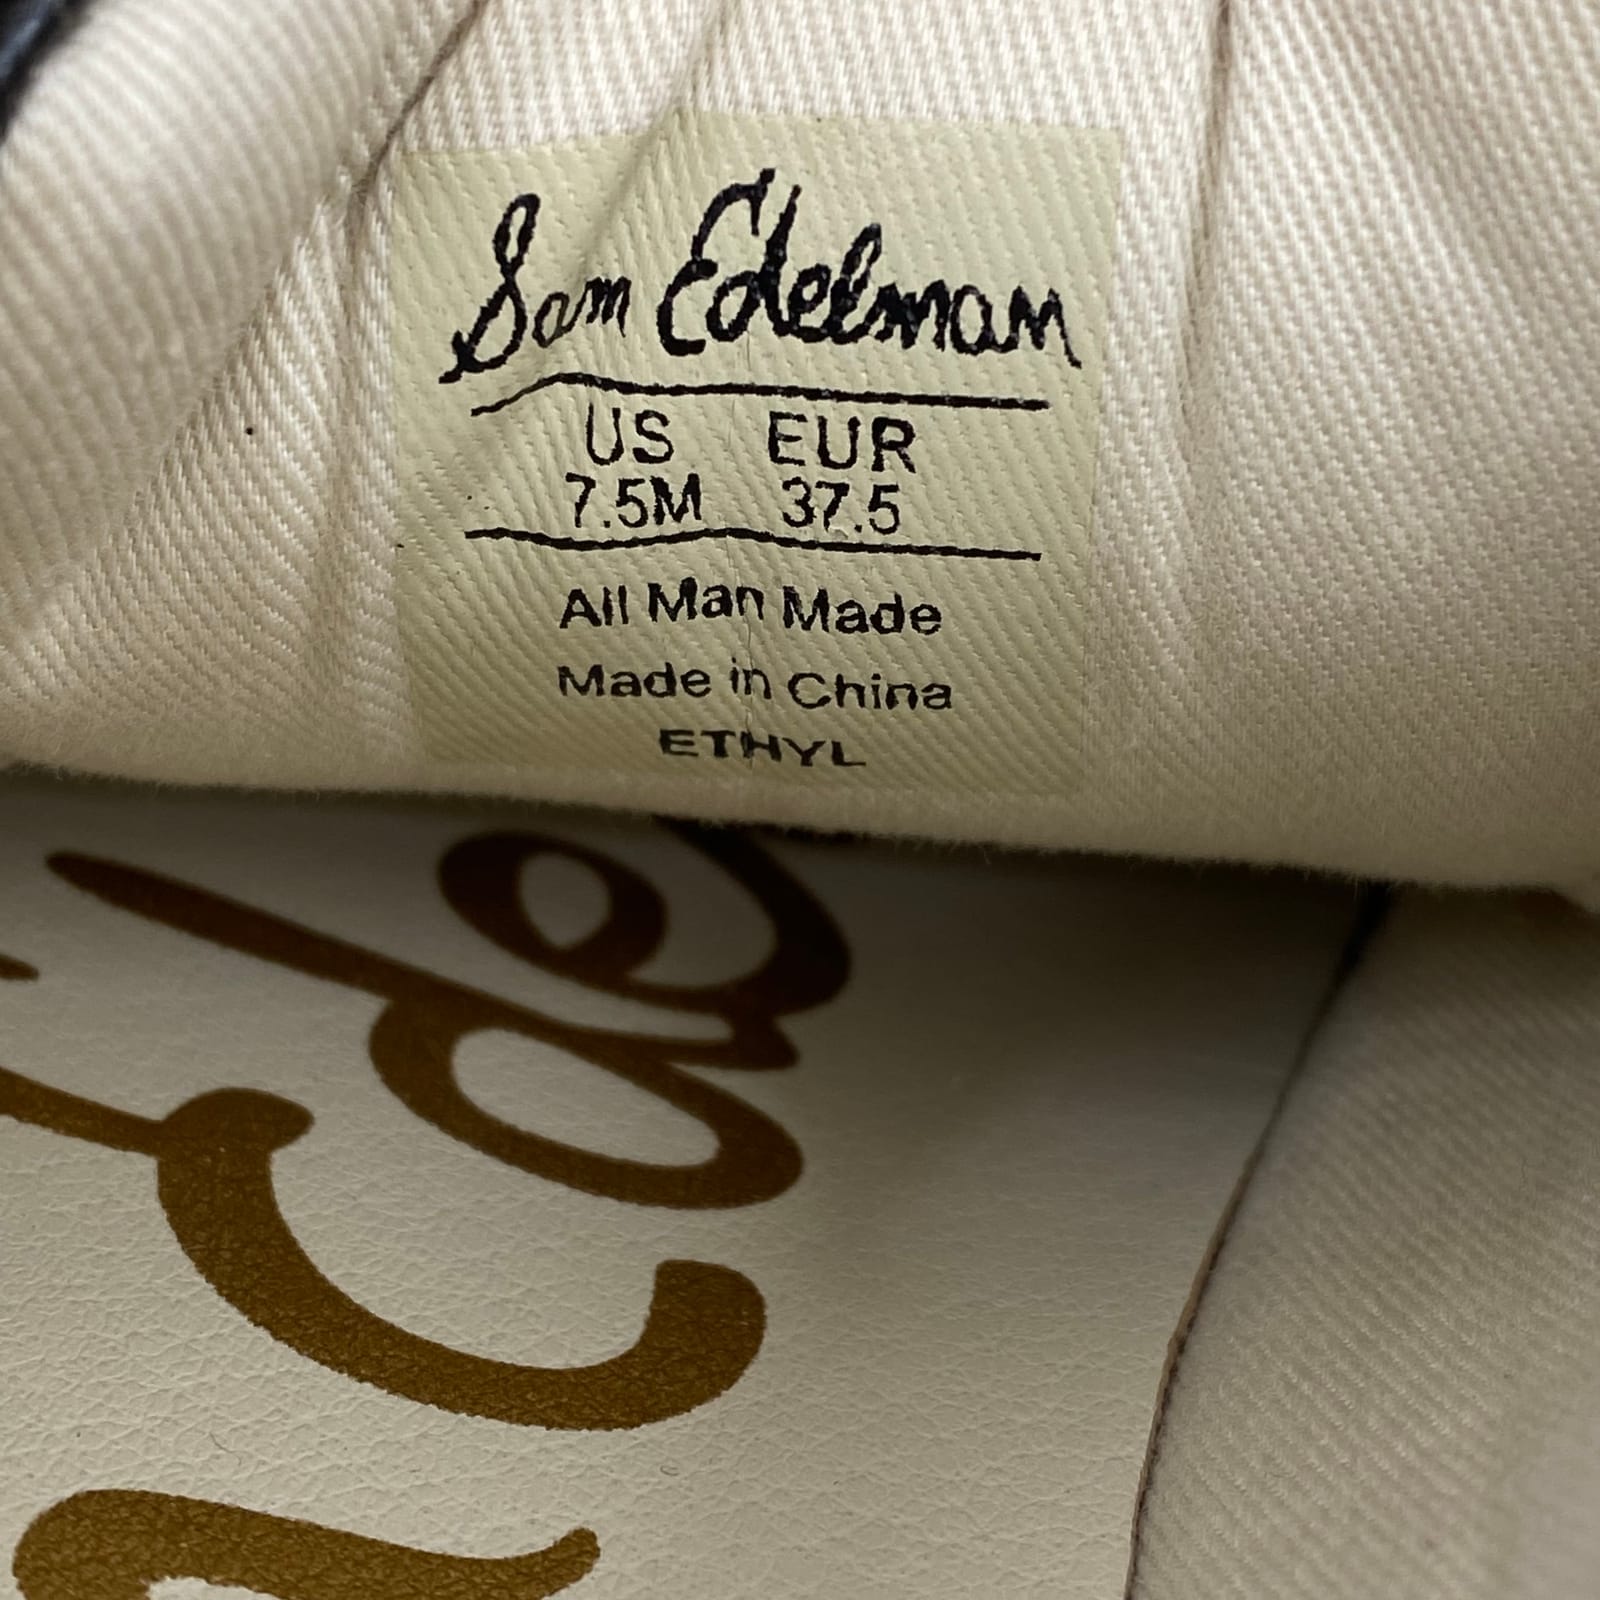 Sam Edelman
US EUR
7.5M 37.5
All Man Made
Made in China
ETHYL